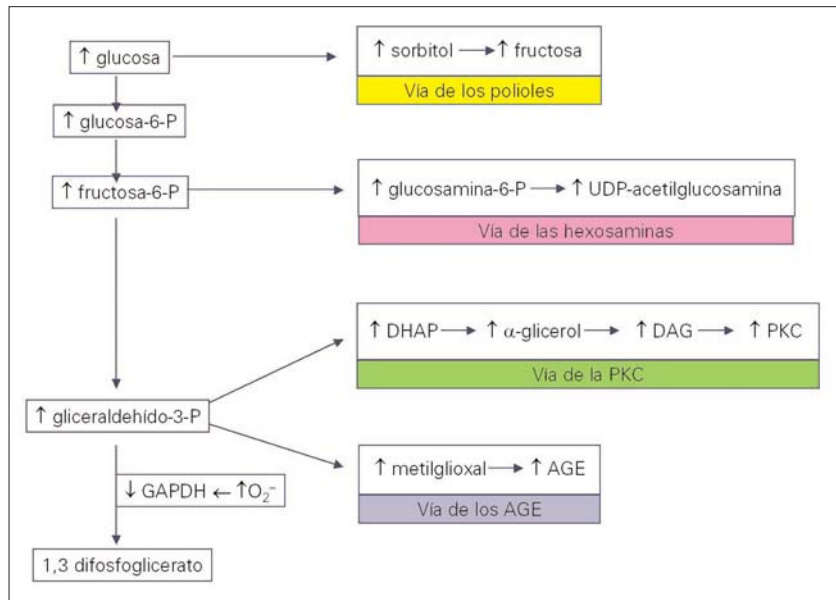 ↑ glucosa
↑ sorbitol → ↑ fructosa
Vía de los polioles
↑ glucosa-6-P
↑ fructosa-6-P
↑ glucosamina-6-P → ↑ UDP-acetilglucosamina
Vía de las hexosaminas
↑ DHAP → ↑ α-glicerol → ↑ DAG → ↑ PKC
Vía de la PKC
↑ gliceraldehído-3-P
↑ metilglioxal → ↑ AGE
Vía de los AGE
↓ GAPDH ← ↑O₂⁻
1,3 difosfoglicerato